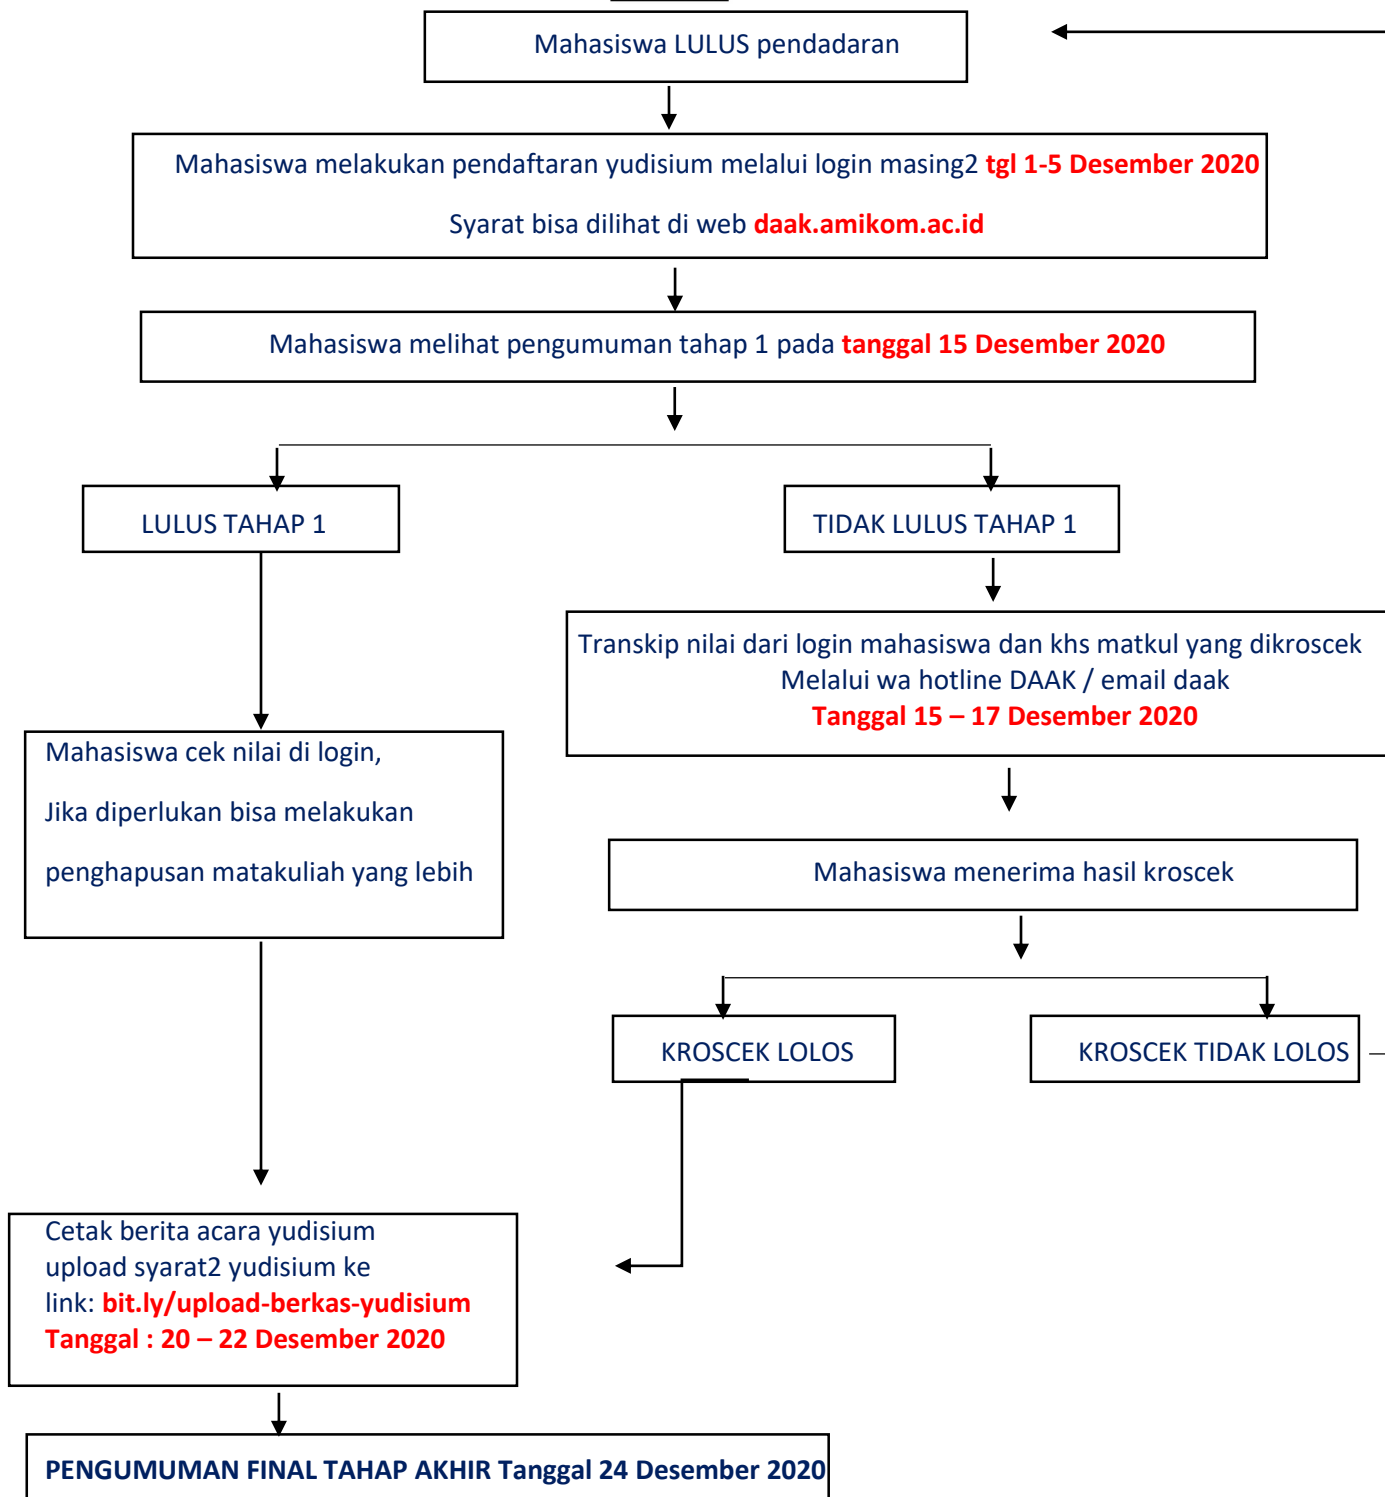 Mahasiswa LULUS pendadaran
Mahasiswa melakukan pendaftaran yudisium melalui login masing2 tgl 1-5 Desember 2020
Syarat bisa dilihat di web daak.amikom.ac.id
Mahasiswa melihat pengumuman tahap 1 pada tanggal 15 Desember 2020
LULUS TAHAP 1
TIDAK LULUS TAHAP 1
Transkip nilai dari login mahasiswa dan khs matkul yang dikroscek
Melalui wa hotline DAAK / email daak
Tanggal 15 – 17 Desember 2020
Mahasiswa cek nilai di login,
Jika diperlukan bisa melakukan
penghapusan matakuliah yang lebih
Mahasiswa menerima hasil kroscek
KROSCEK LOLOS
KROSCEK TIDAK LOLOS
Cetak berita acara yudisium
upload syarat2 yudisium ke
link: bit.ly/upload-berkas-yudisium
Tanggal : 20 – 22 Desember 2020
PENGUMUMAN FINAL TAHAP AKHIR Tanggal 24 Desember 2020